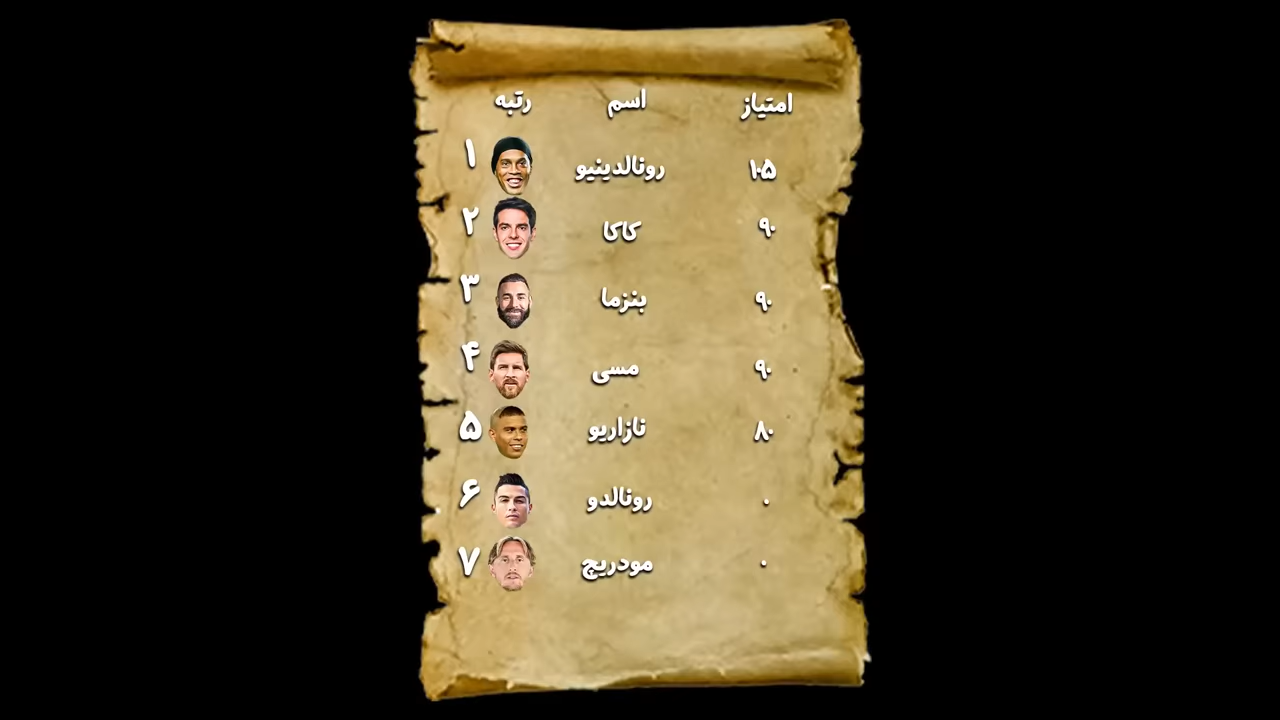 رتبه اسم امتیاز
۱ رونالدینیو ۱۰۵
۲ کاکا ۹۰
۳ بنزما ۹۰
۴ مسی ۹۰
۵ نازاریو ۸۰
۶ رونالدو ۰
۷ مودریچ ۰